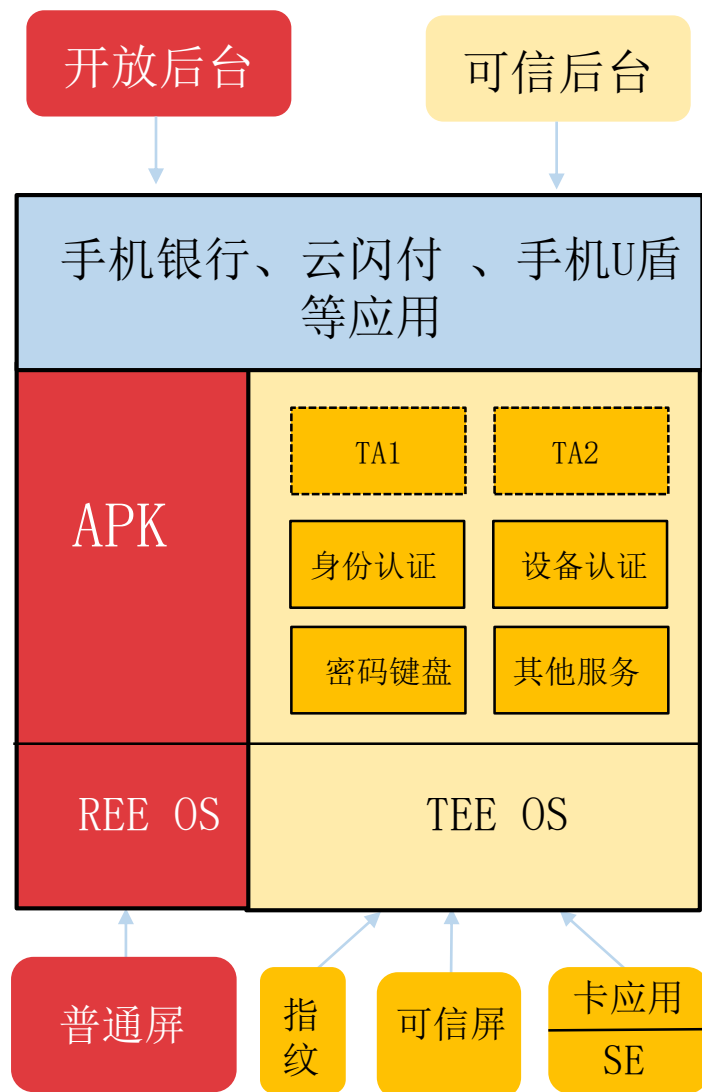 开放后台
可信后台
手机银行、云闪付 、手机U盾
等应用
APK
TA1
TA2
身份认证
设备认证
密码键盘
其他服务
REE OS
TEE OS
普通屏
指
纹
可信屏
卡应用
SE